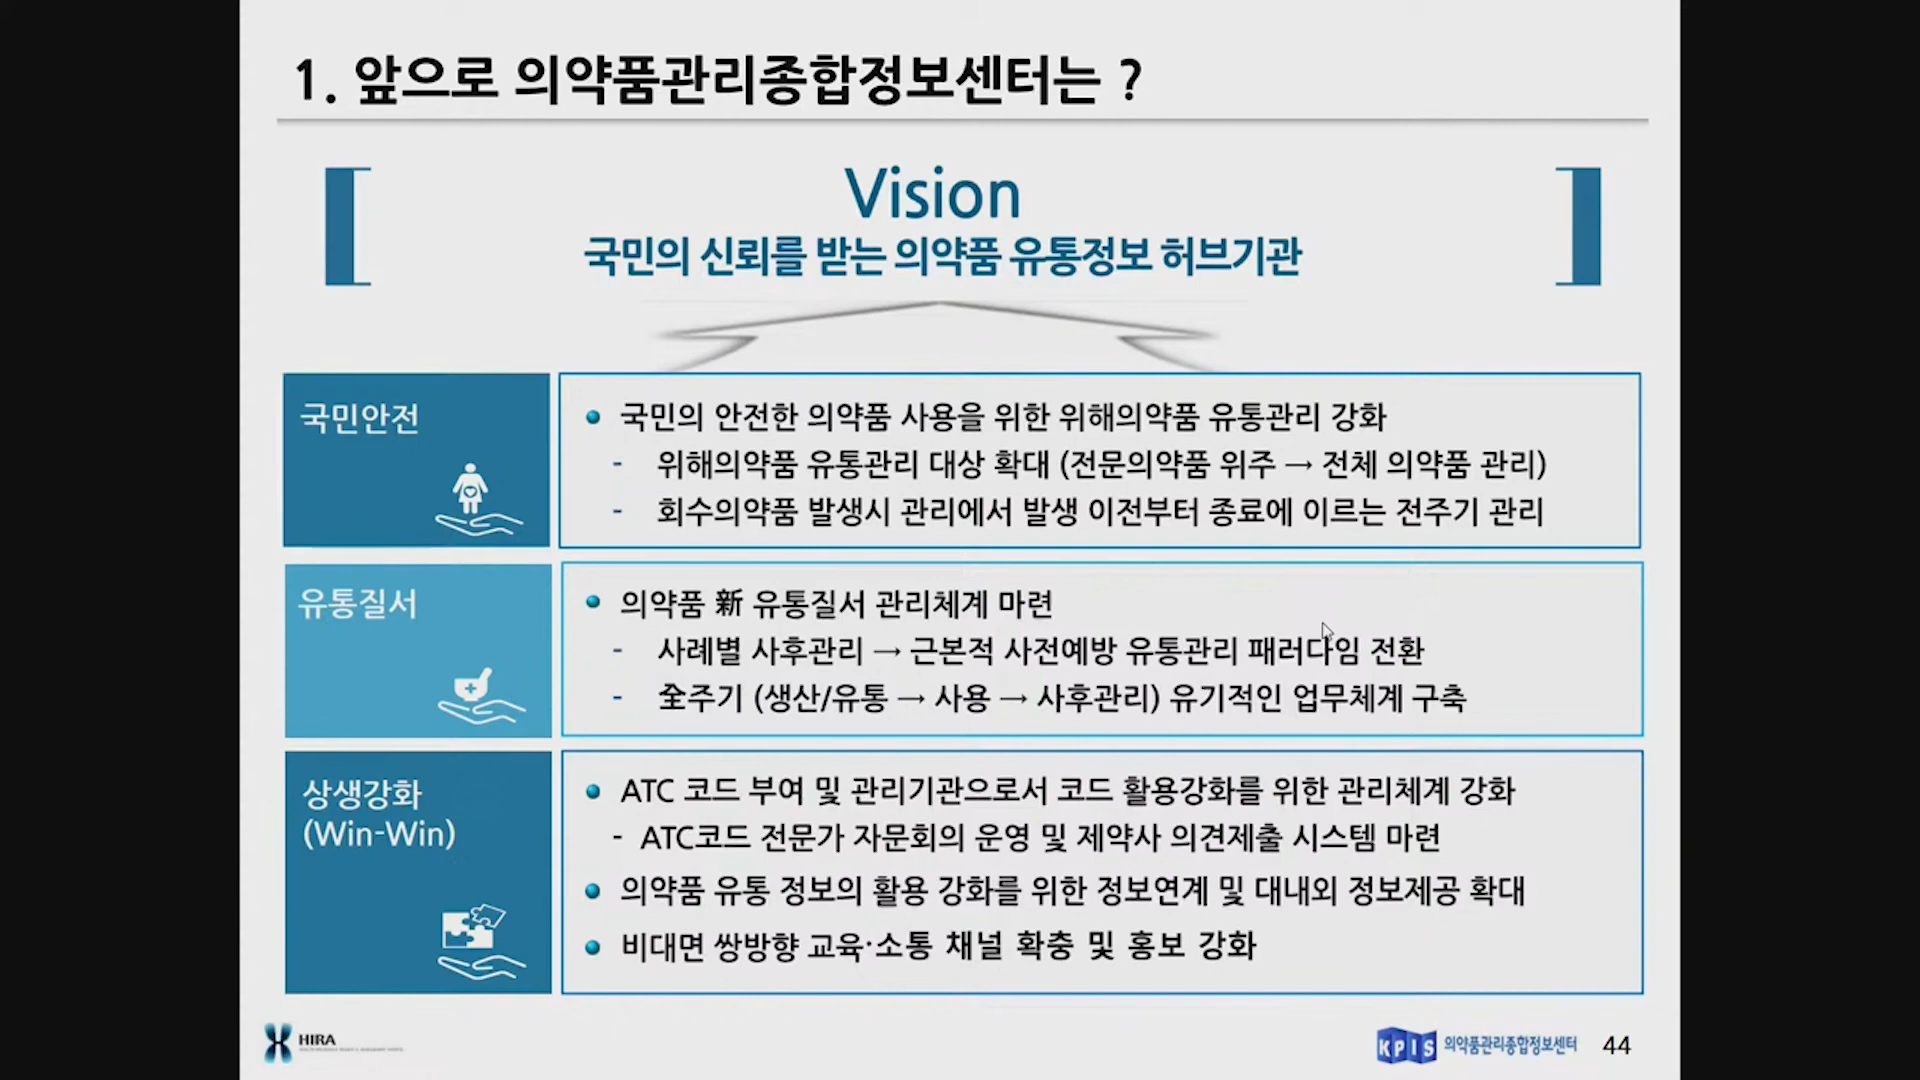 1. 앞으로 의약품관리종합정보센터는 ?
Vision
국민의 신뢰를 받는 의약품 유통정보 허브기관
국민안전
• 국민의 안전한 의약품 사용을 위한 위해의약품 유통관리 강화
- 위해의약품 유통관리 대상 확대 (전문의약품 위주 → 전체 의약품 관리)
- 회수의약품 발생시 관리에서 발생 이전부터 종료에 이르는 전주기 관리
유통질서
• 의약품 新 유통질서 관리체계 마련
- 사례별 사후관리 → 근본적 사전예방 유통관리 패러다임 전환
- 全주기 (생산/유통 → 사용 → 사후관리) 유기적인 업무체계 구축
상생강화
(Win-Win)
• ATC 코드 부여 및 관리기관으로서 코드 활용강화를 위한 관리체계 강화
- ATC코드 전문가 자문회의 운영 및 제약사 의견제출 시스템 마련
• 의약품 유통 정보의 활용 강화를 위한 정보연계 및 대내외 정보제공 확대
• 비대면 쌍방향 교육·소통 채널 확충 및 홍보 강화
HIRA
KPIS 의약품관리종합정보센터
44